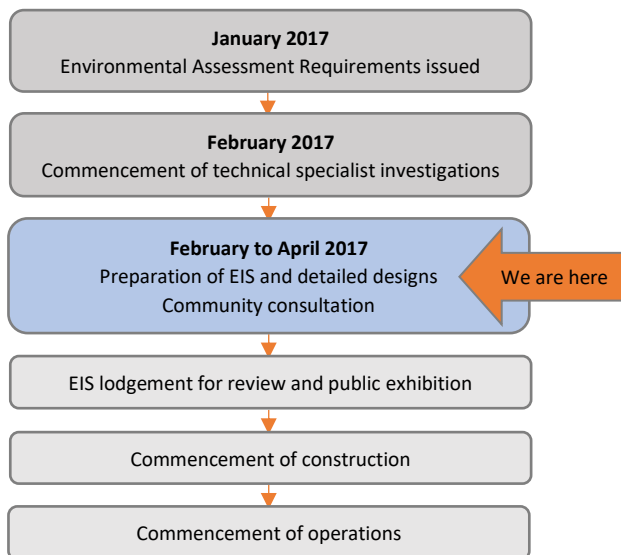 January 2017
Environmental Assessment Requirements issued
February 2017
Commencement of technical specialist investigations
February to April 2017
Preparation of EIS and detailed designs
Community consultation
We are here
EIS lodgement for review and public exhibition
Commencement of construction
Commencement of operations